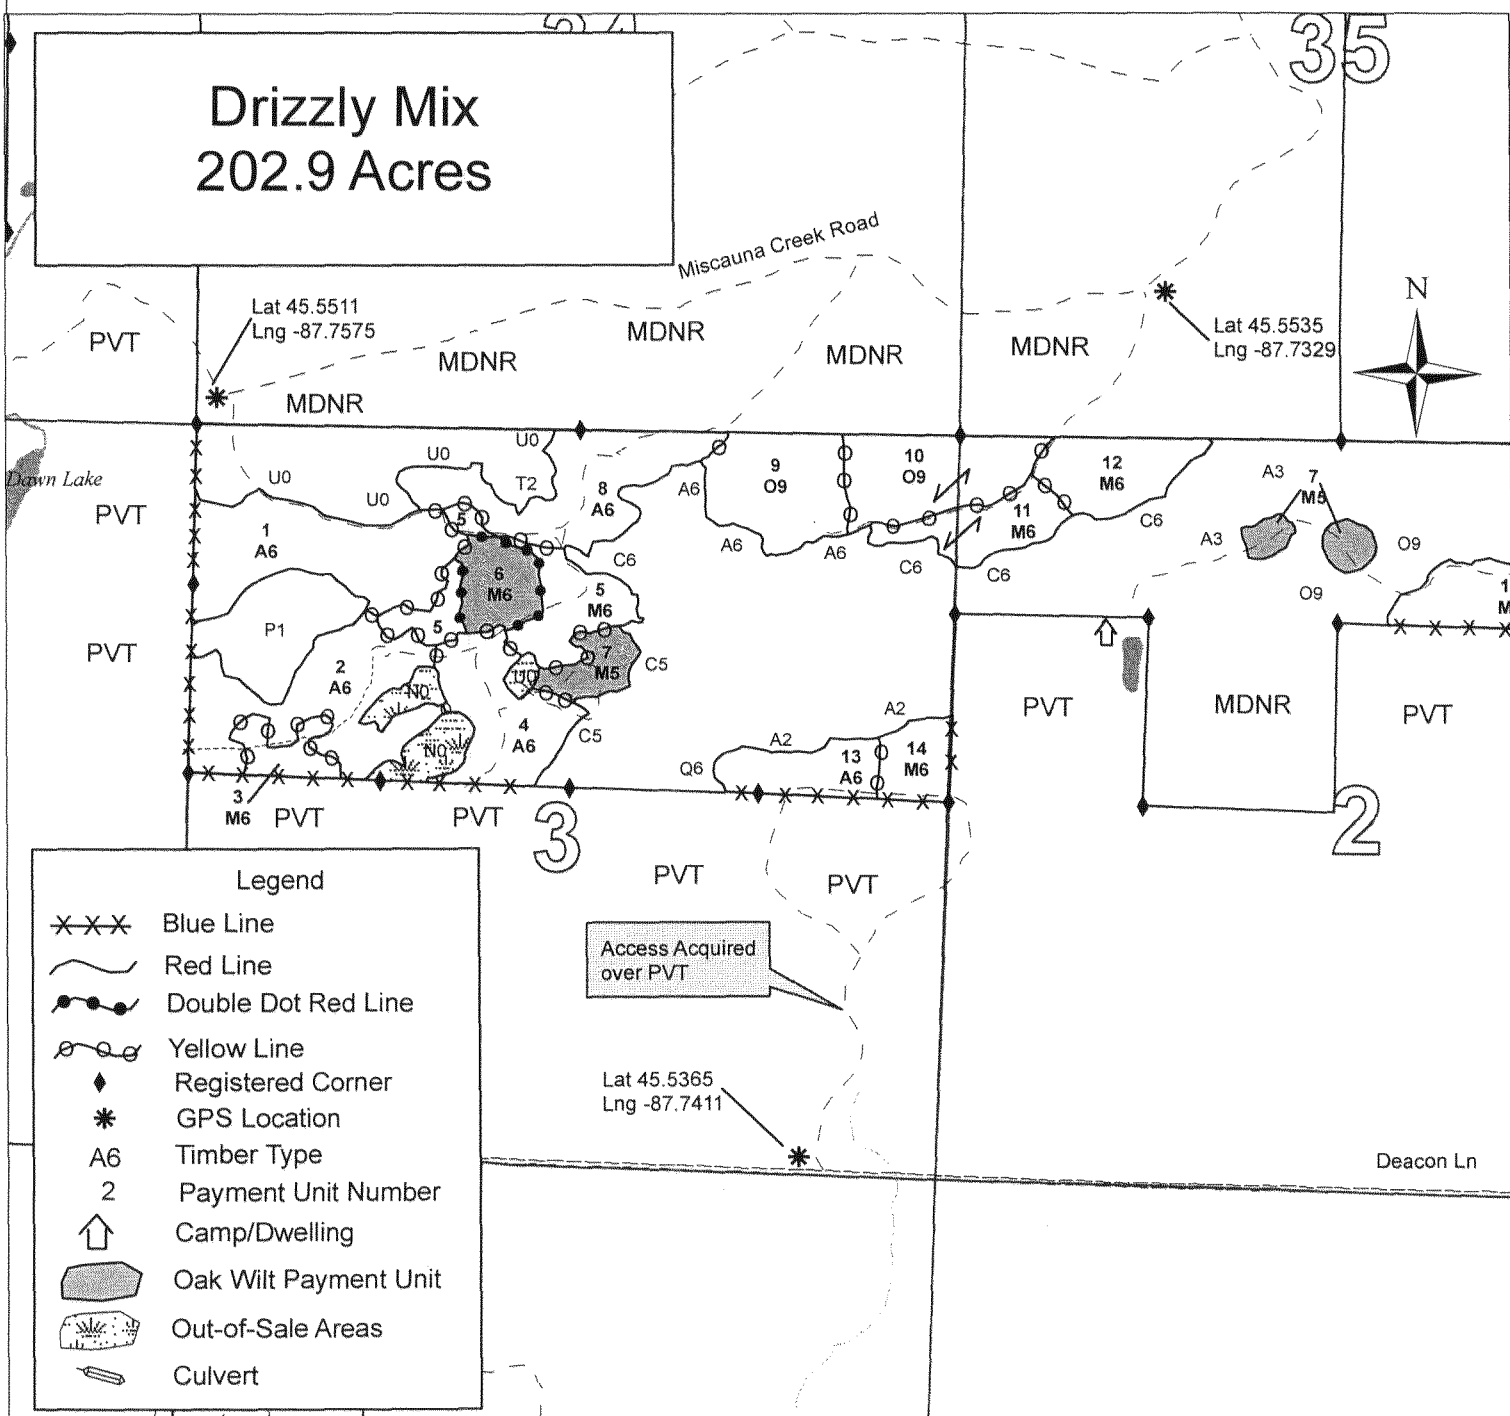 35
Drizzly Mix
202.9 Acres
Miscauna Creek Road
Lat 45.5511
Lng -87.7575
Lat 45.5535
Lng -87.7329
N
PVT
MDNR
MDNR
MDNR
MDNR
MDNR
Dawn Lake
PVT
PVT
U0
U0
U0
U0
T2
1
A6
5
8
A6
A6
9
O9
10
O9
11
M6
12
M6
A6
A6
C6
C6
C6
C6
A3
7
M5
A3
O9
O9
1
M
6
M6
5
M6
5
P1
2
A6
N0
N0
U0
7
M5
C5
4
A6
C5
3
M6
A2
A2
Q6
13
A6
14
M6
PVT
MDNR
PVT
PVT
PVT
3
2
PVT
PVT
Access Acquired
over PVT
Lat 45.5365
Lng -87.7411
Deacon Ln
Legend
Blue Line
Red Line
Double Dot Red Line
Yellow Line
Registered Corner
GPS Location
A6 Timber Type
2 Payment Unit Number
Camp/Dwelling
Oak Wilt Payment Unit
Out-of-Sale Areas
Culvert